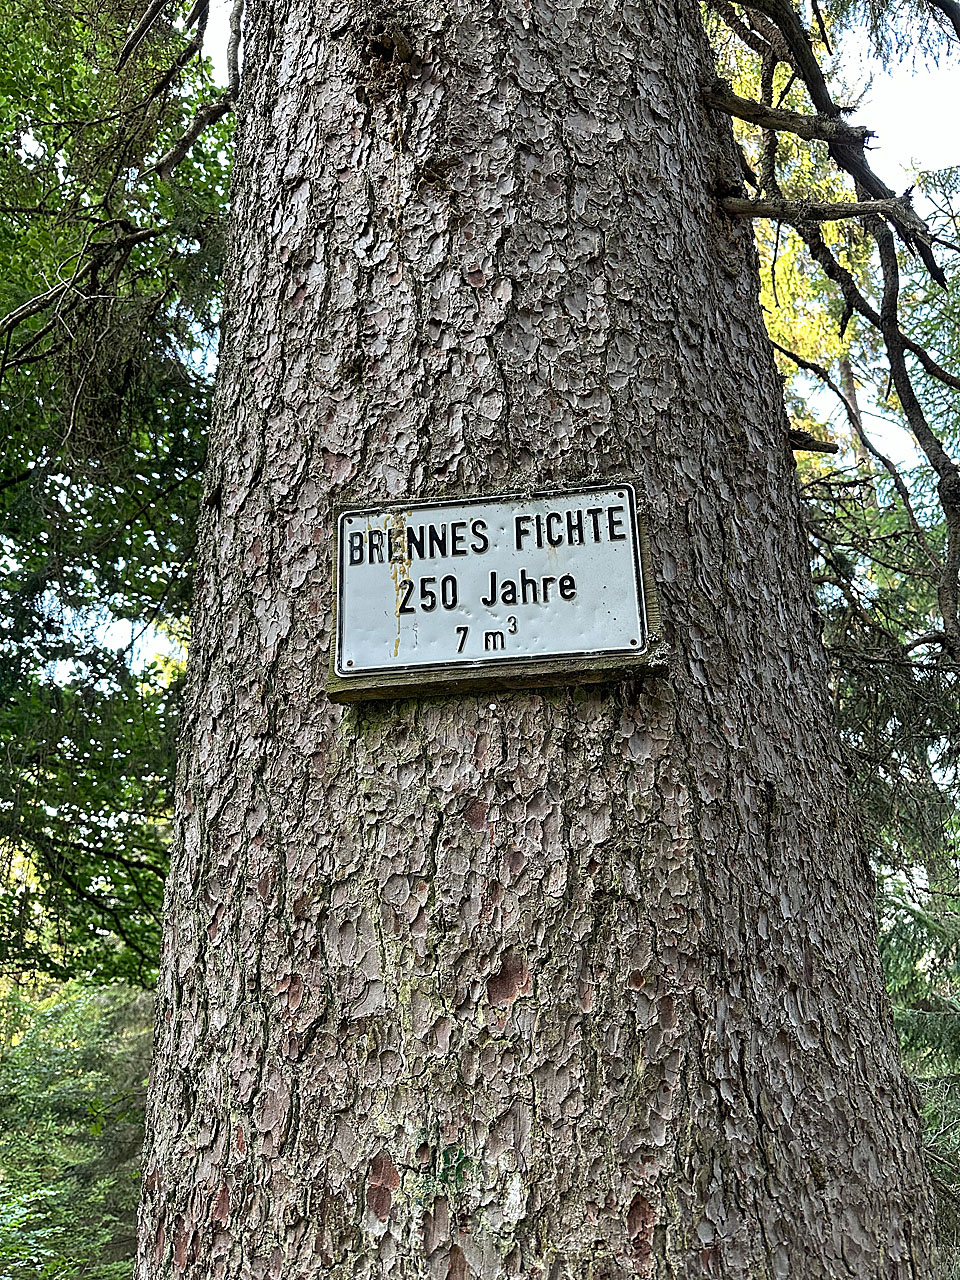 BRENNES FICHTE
250 Jahre
7 m³